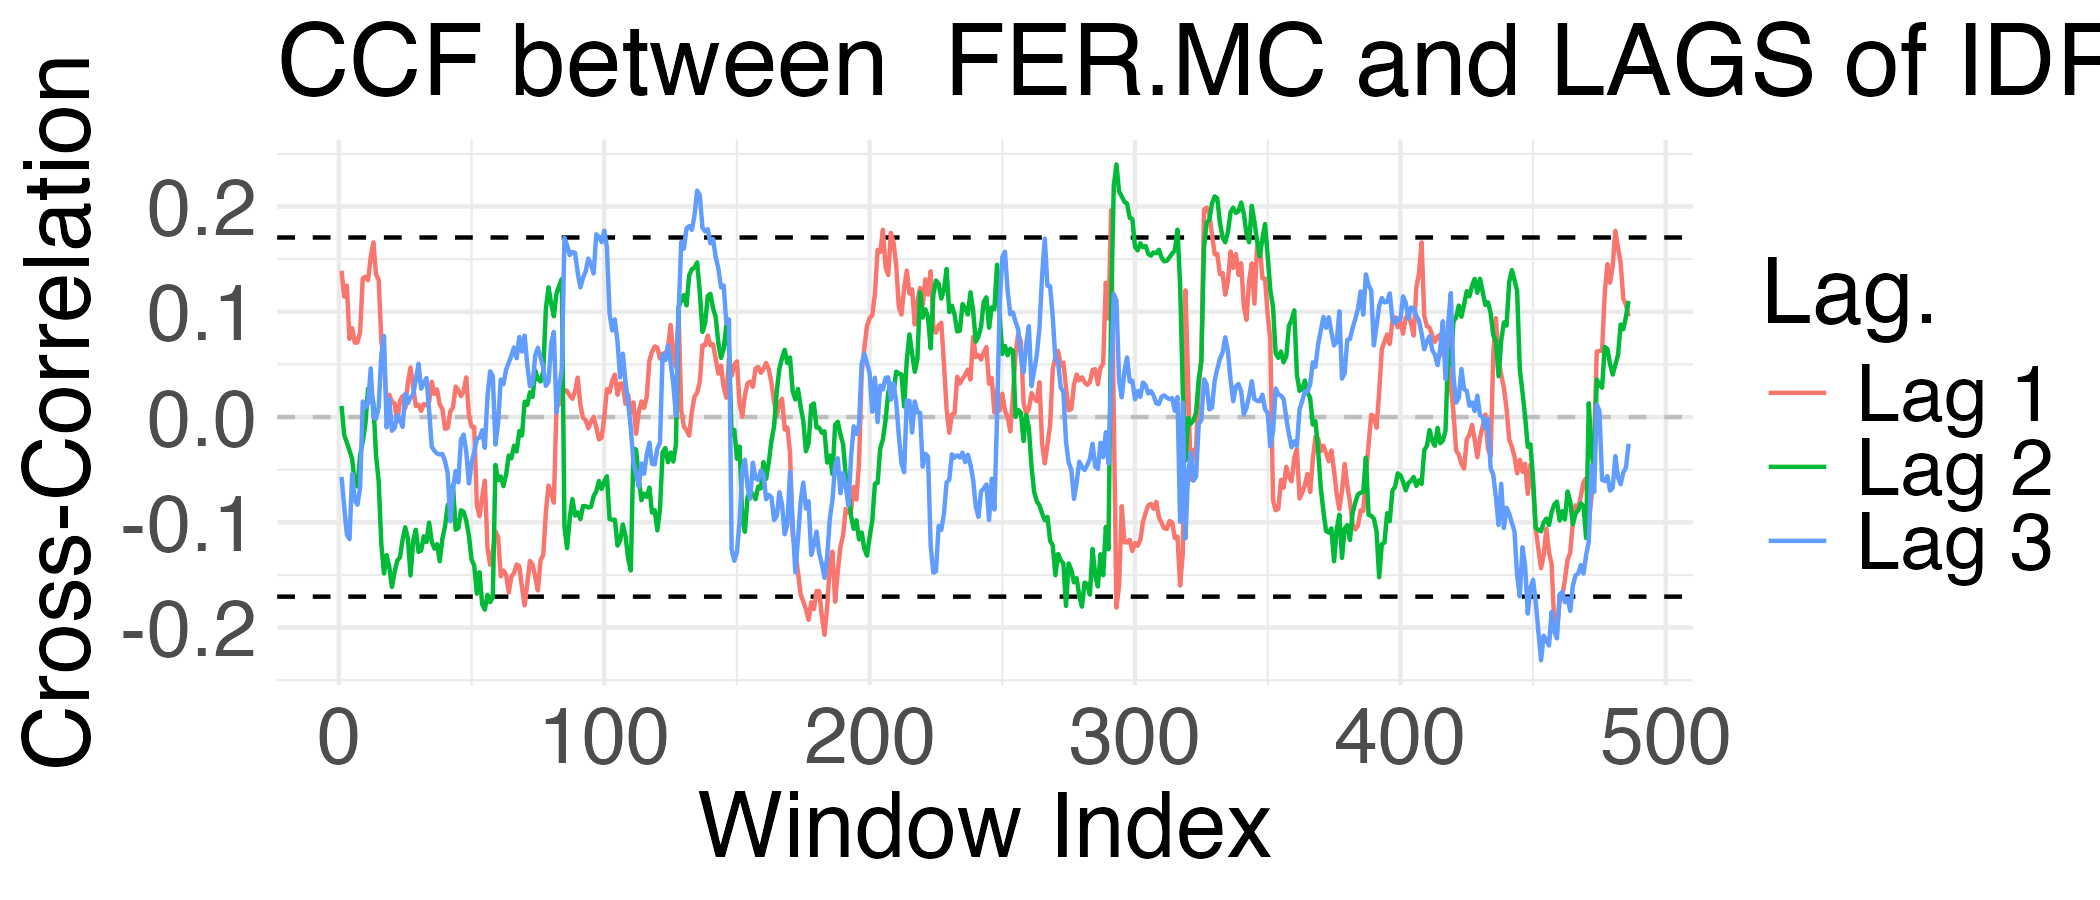 CCF between FER.MC and LAGS of IDR
Cross-Correlation
0.2
0.1
0.0
-0.1
-0.2
0 100 200 300 400 500
Window Index
Lag.
Lag 1
Lag 2
Lag 3